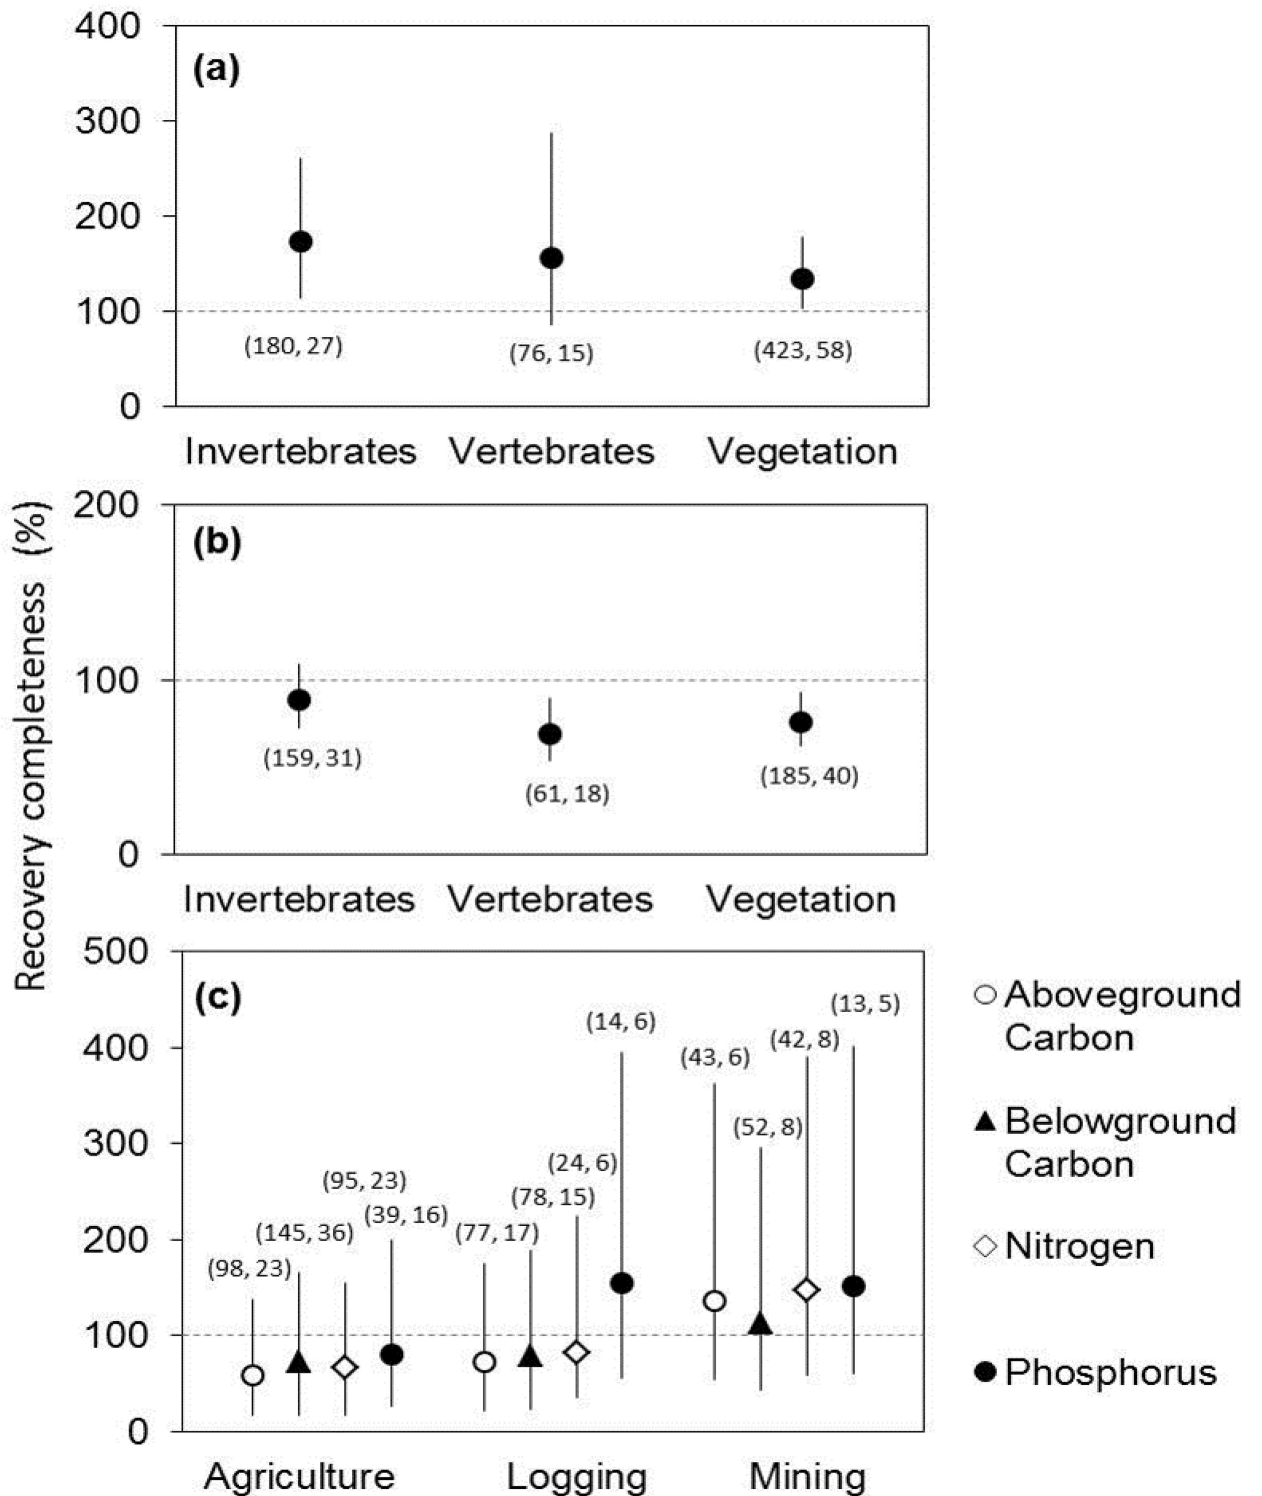 Recovery completeness (%)
400
(a)
300
200
100
0
(180, 27)
(76, 15)
(423, 58)
Invertebrates
Vertebrates
Vegetation
200
(b)
100
0
(159, 31)
(61, 18)
(185, 40)
Invertebrates
Vertebrates
Vegetation
500
(c)
400
300
200
100
0
(98, 23)
(145, 36)
(95, 23)
(39, 16)
(77, 17)
(78, 15)
(24, 6)
(14, 6)
(43, 6)
(52, 8)
(42, 8)
(13, 5)
Agriculture
Logging
Mining
Aboveground
Carbon
Belowground
Carbon
Nitrogen
Phosphorus